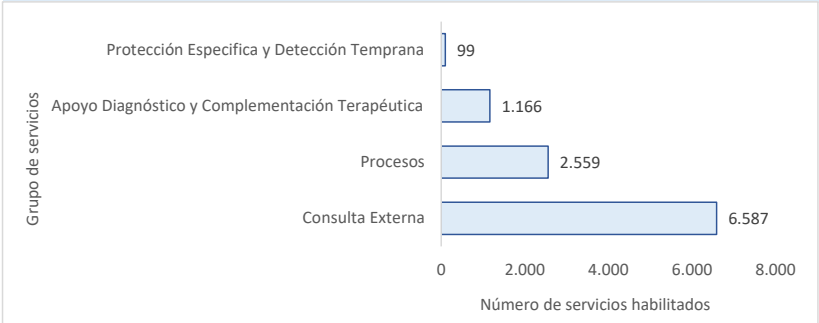 Grupo de servicios
Protección Especifica y Detección Temprana
99
Apoyo Diagnóstico y Complementación Terapéutica
1.166
Procesos
2.559
Consulta Externa
6.587
0 2.000 4.000 6.000 8.000
Número de servicios habilitados